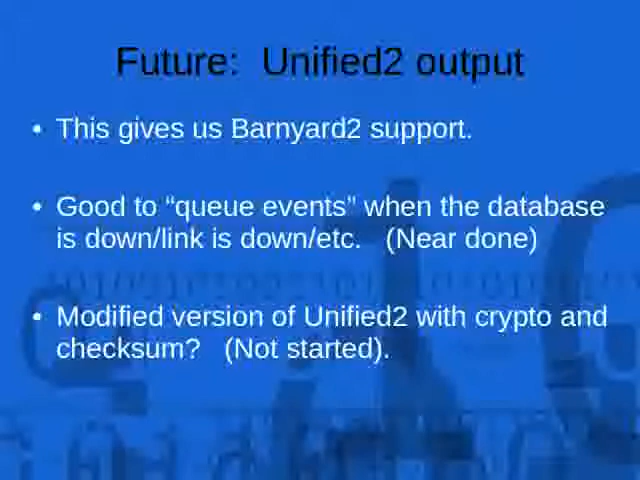 Future:  Unified2 output
• This gives us Barnyard2 support.
• Good to “queue events” when the database
is down/link is down/etc.   (Near done)
• Modified version of Unified2 with crypto and
checksum?   (Not started).